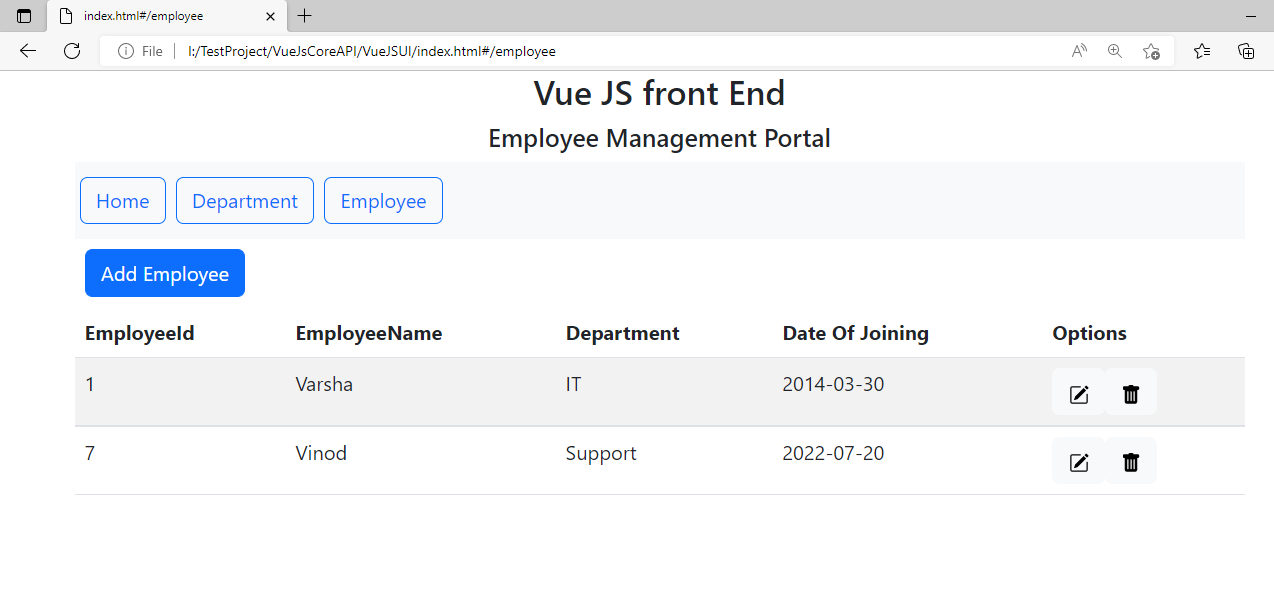 index.html#/employee
File I:/TestProject/VueJsCoreAPI/VueJSUI/index.html#/employee
Vue JS front End
Employee Management Portal
Home Department Employee
Add Employee
EmployeeId EmployeeName Department Date Of Joining Options
1 Varsha IT 2014-03-30
7 Vinod Support 2022-07-20